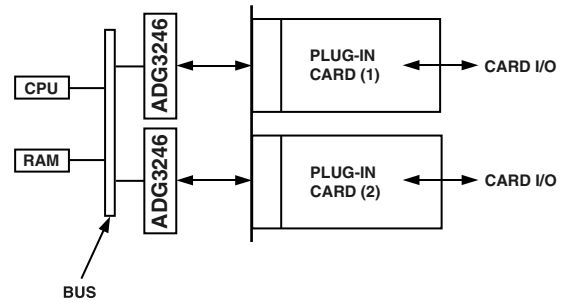 CPU
RAM
BUS
ADG3246
ADG3246
PLUG-IN
CARD (1)
CARD I/O
PLUG-IN
CARD (2)
CARD I/O